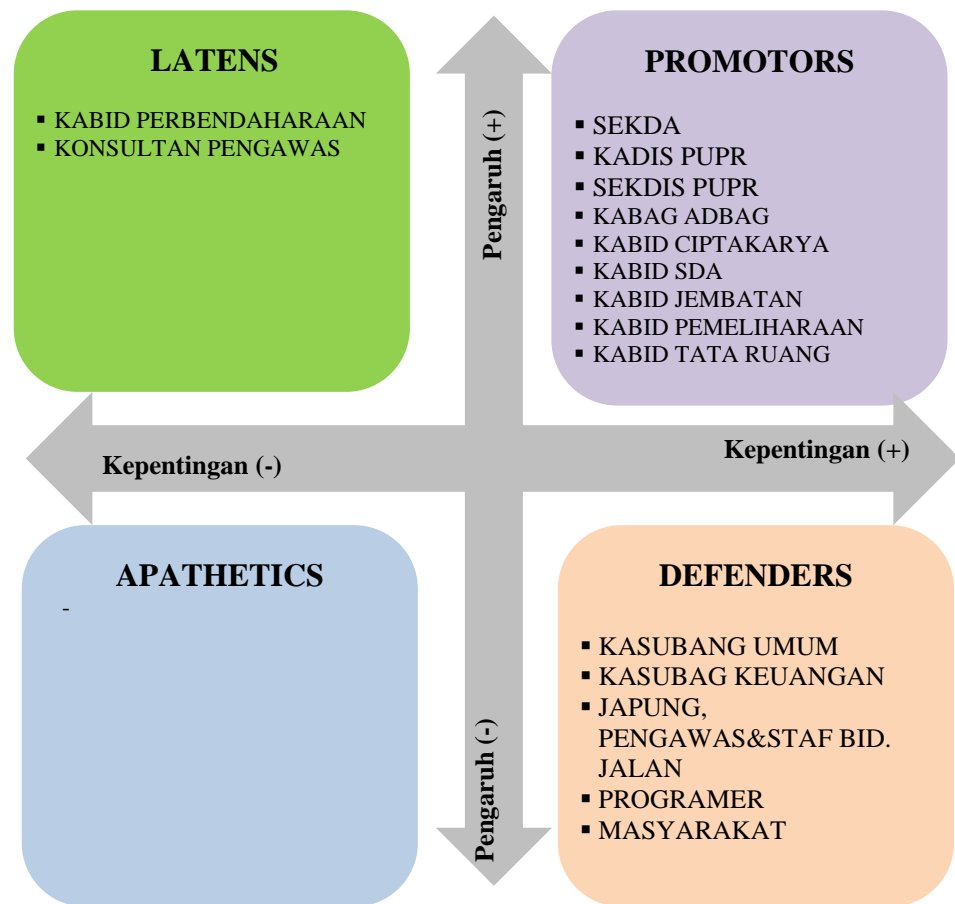 LATENS
▪ KABID PERBENDAHARAAN
▪ KONSULTAN PENGAWAS
Pengaruh (+)
PROMOTORS
▪ SEKDA
▪ KADIS PUPR
▪ SEKDIS PUPR
▪ KABAG ADBAG
▪ KABID CIPTAKARYA
▪ KABID SDA
▪ KABID JEMBATAN
▪ KABID PEMELIHARAAN
▪ KABID TATA RUANG
Kepentingan (-)
Kepentingan (+)
APATHETICS
-
Pengaruh (-)
DEFENDERS
▪ KASUBANG UMUM
▪ KASUBAG KEUANGAN
▪ JAPUNG,
PENGAWAS&STAF BID.
JALAN
▪ PROGRAMER
▪ MASYARAKAT